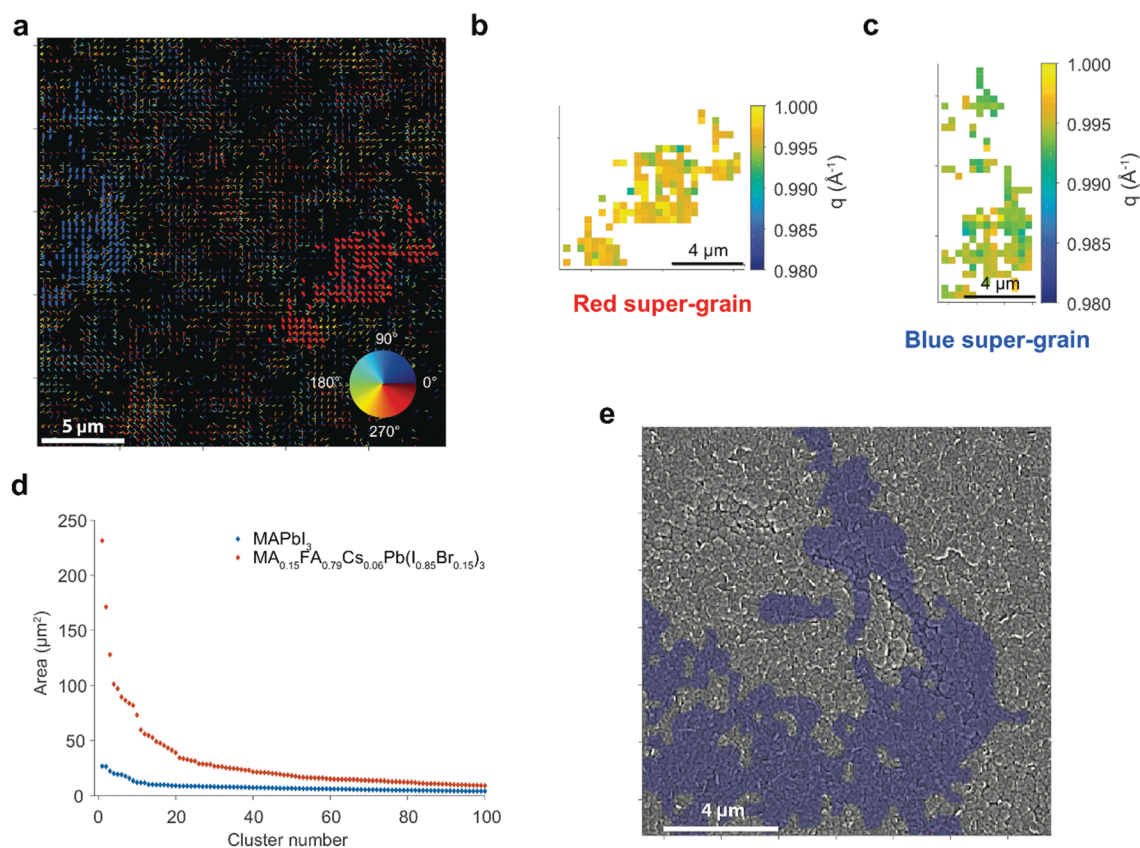 a
90°
180°
0°
270°
5 µm
b
1.000
0.995
0.990
0.985
0.980
q (Å⁻¹)
4 µm
Red super-grain
c
1.000
0.995
0.990
0.985
0.980
q (Å⁻¹)
4 µm
Blue super-grain
d
250
200
150
100
50
0
Area (µm²)
0 20 40 60 80 100
Cluster number
MAPbI₃
MA₀.₁₅FA₀.₇₉Cs₀.₀₆Pb(I₀.₈₅Br₀.₁₅)₃
e
4 µm